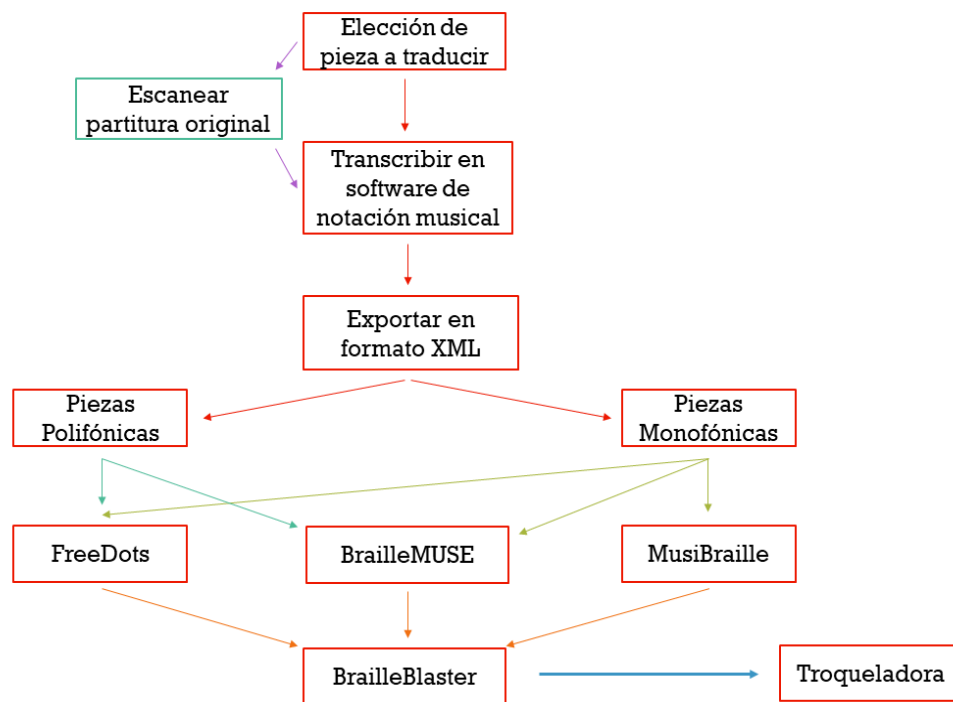 Elección de
pieza a traducir
Escanear
partitura original
Transcribir en
software de
notación musical
Exportar en
formato XML
Piezas
Polifónicas
Piezas
Monofónicas
FreeDots
BrailleMUSE
MusiBraille
BrailleBlaster
Troqueladora